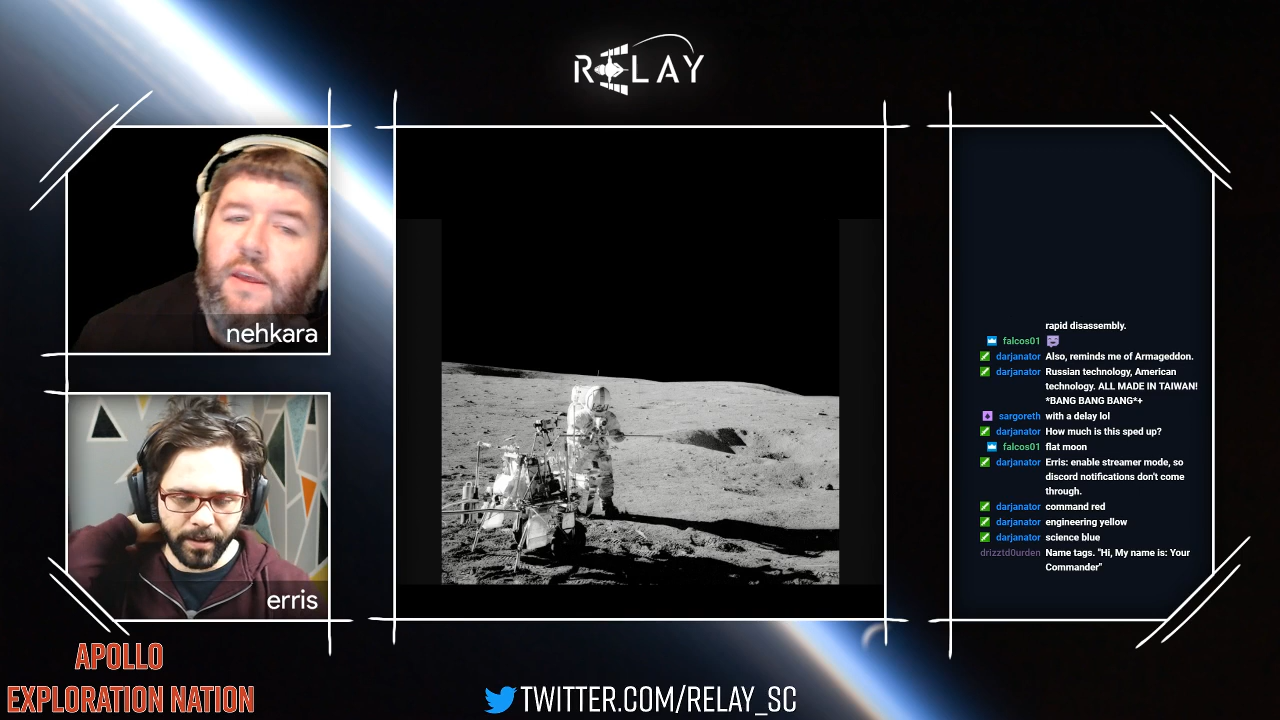 RELAY
nehkara
erris
APOLLO
EXPLORATION NATION
TWITTER.COM/RELAY_SC
rapid disassembly.
falcos01
darjanator Also, reminds me of Armageddon.
darjanator Russian technology, American
technology. ALL MADE IN TAIWAN!
*BANG BANG BANG*+
sargoreth with a delay lol
darjanator How much is this sped up?
falcos01 flat moon
darjanator Erris: enable streamer mode, so
discord notifications don't come
through.
darjanator command red
darjanator engineering yellow
darjanator science blue
drizztd0urden Name tags. "Hi, My name is: Your
Commander"